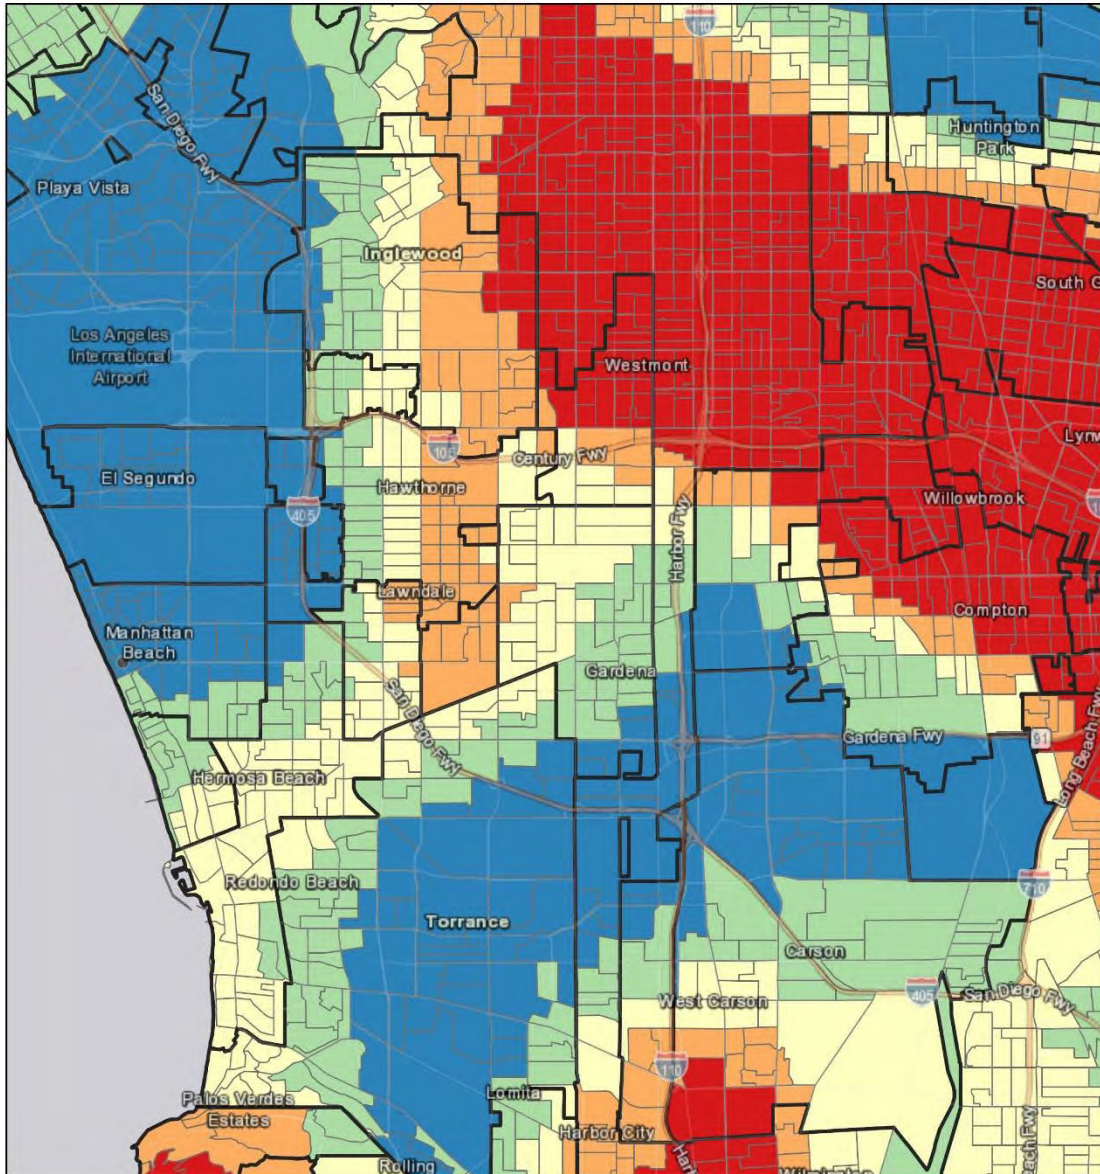 110
San Diego Fwy
Huntington
Park
Playa Vista
Inglewood
South G
Los Angeles
International
Airport
Westmont
Lynw
105
Century Fwy
El Segundo
Hawthorne
Willowbrook
405
Harbor Fwy
Lawndale
Compton
Manhattan
Beach
Gardena
San Diego Fwy
Gardena Fwy
91
Long Beach Fwy
Hermosa Beach
Redondo Beach
710
Torrance
Carson
West Carson
405
San Diego Fwy
110
Lomita
Palos Verdes
Estates
Harbor City
Rolling